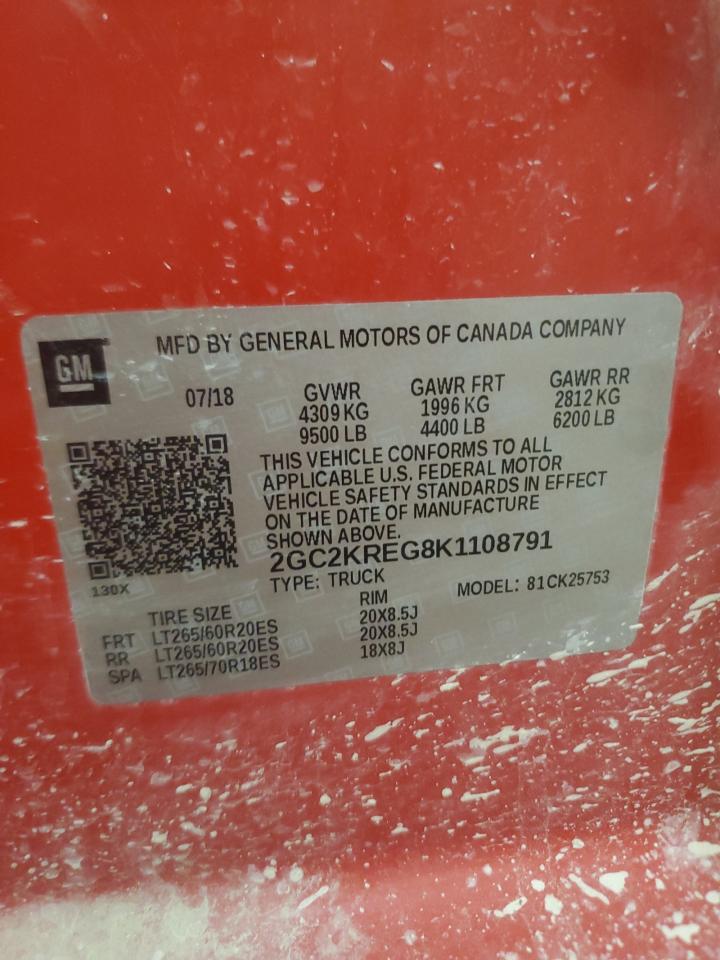 GM
MFD BY GENERAL MOTORS OF CANADA COMPANY
07/18 GVWR GAWR FRT GAWR RR
4309 KG 1996 KG 2812 KG
9500 LB 4400 LB 6200 LB
THIS VEHICLE CONFORMS TO ALL
APPLICABLE U.S. FEDERAL MOTOR
VEHICLE SAFETY STANDARDS IN EFFECT
ON THE DATE OF MANUFACTURE
SHOWN ABOVE.
2GC2KREG8K1108791
130X
TYPE: TRUCK MODEL: 81CK25753
TIRE SIZE RIM
FRT LT265/60R20ES 20X8.5J
RR LT265/60R20ES 20X8.5J
SPA LT265/70R18ES 18X8J